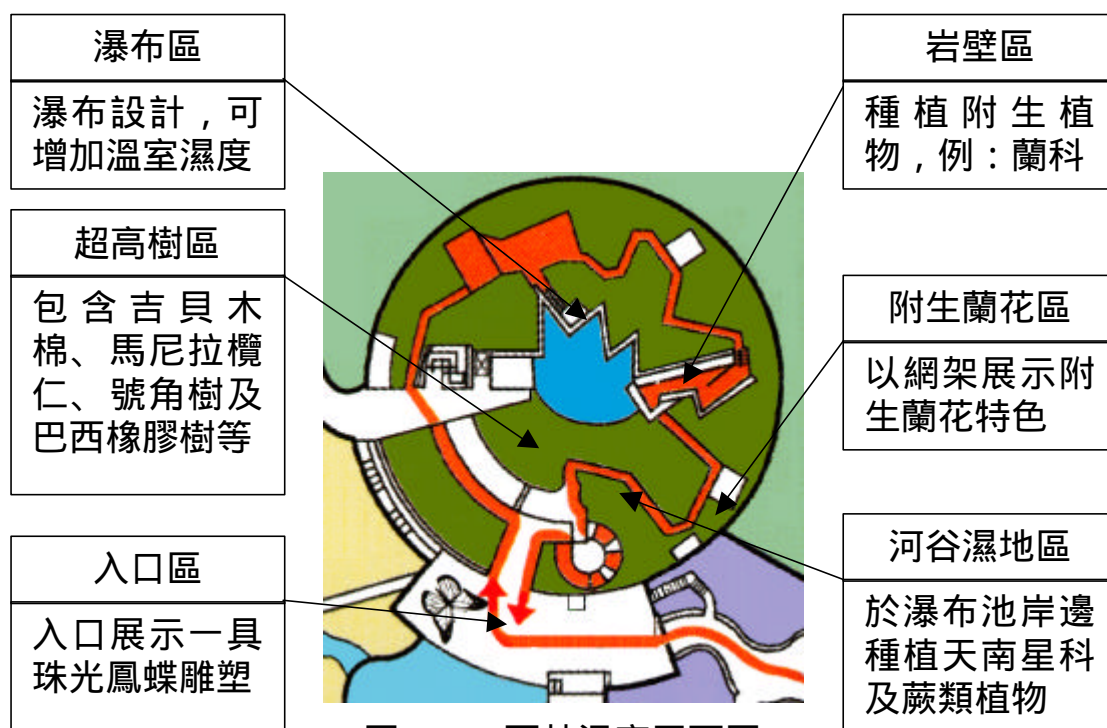 瀑布區
瀑布設計，可
增加溫室濕度
超高樹區
包含吉貝木
棉、馬尼拉欖
仁、號角樹及
巴西橡膠樹等
入口區
入口展示一具
珠光鳳蝶雕塑
岩壁區
種植附生植
物，例：蘭科
附生蘭花區
以網架展示附
生蘭花特色
河谷濕地區
於瀑布池岸邊
種植天南星科
及蕨類植物